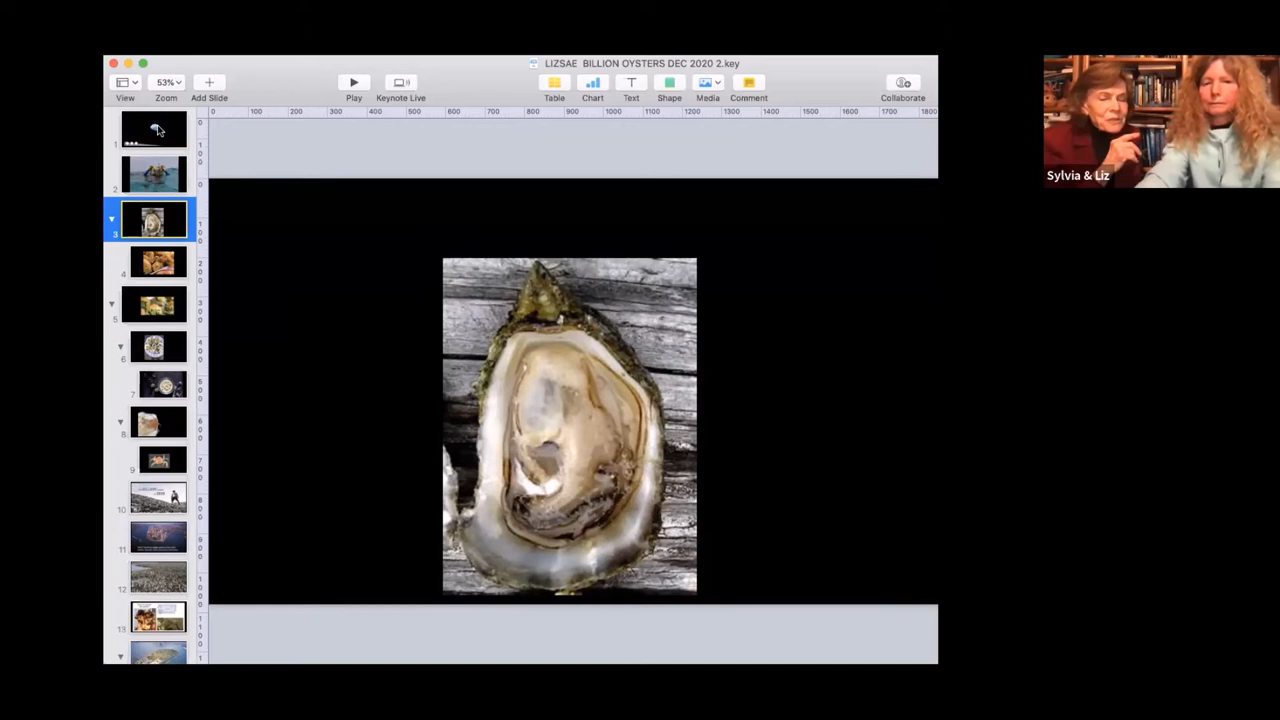 LIZSAE BILLION OYSTERS DEC 2020 2.key
53%
View
Zoom
Add Slide
Play
Keynote Live
Table
Chart
Text
Shape
Media
Comment
Collaborate
0 100 200 300 400 500 600 700 800 900 1000 1100 1200 1300 1400 1500 1600 1700 1800
Sylvia & Liz
1
2
3
4
5
6
7
8
9
10
11
12
13